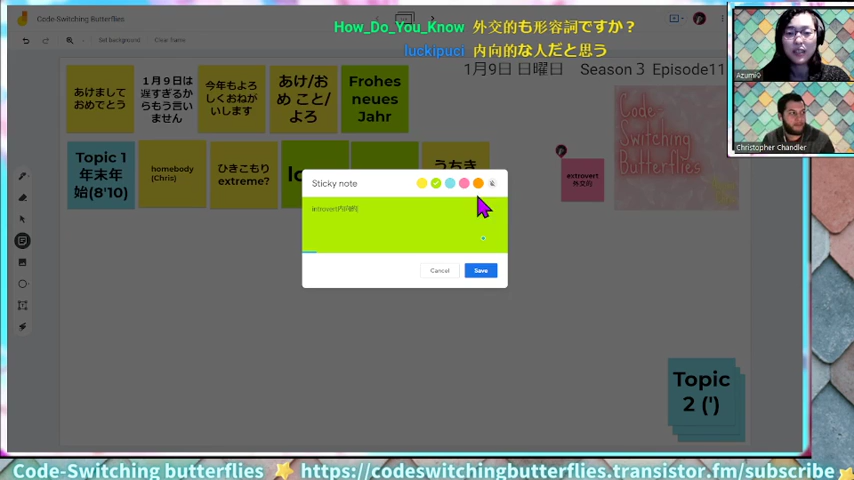 Code-Switching Butterflies
Set background
Clear frame
How_Do_You_Know 外交的も形容詞ですか?
luckipuci 内向的な人だと思う
1月9日 日曜日 Season 3 Episode11
Azumi
Christopher Chandler
あけまして
おめでとう
1月9日は
遅すぎるか
らもう言い
ません
今年もよろ
しくおねが
いします
あけ/お
め こと/
よろ
Frohes
neues
Jahr
Code-
Switching
Butterflies
Topic 1
年末年
始(8'10)
homebody
(Chris)
ひきこもり
extreme?
うちき
extrovert
外交的
Sticky note
introvert内向的
Cancel
Save
Topic
2 (')
Code-Switching butterflies ⭐ https://codeswitchingbutterflies.transistor.fm/subscribe